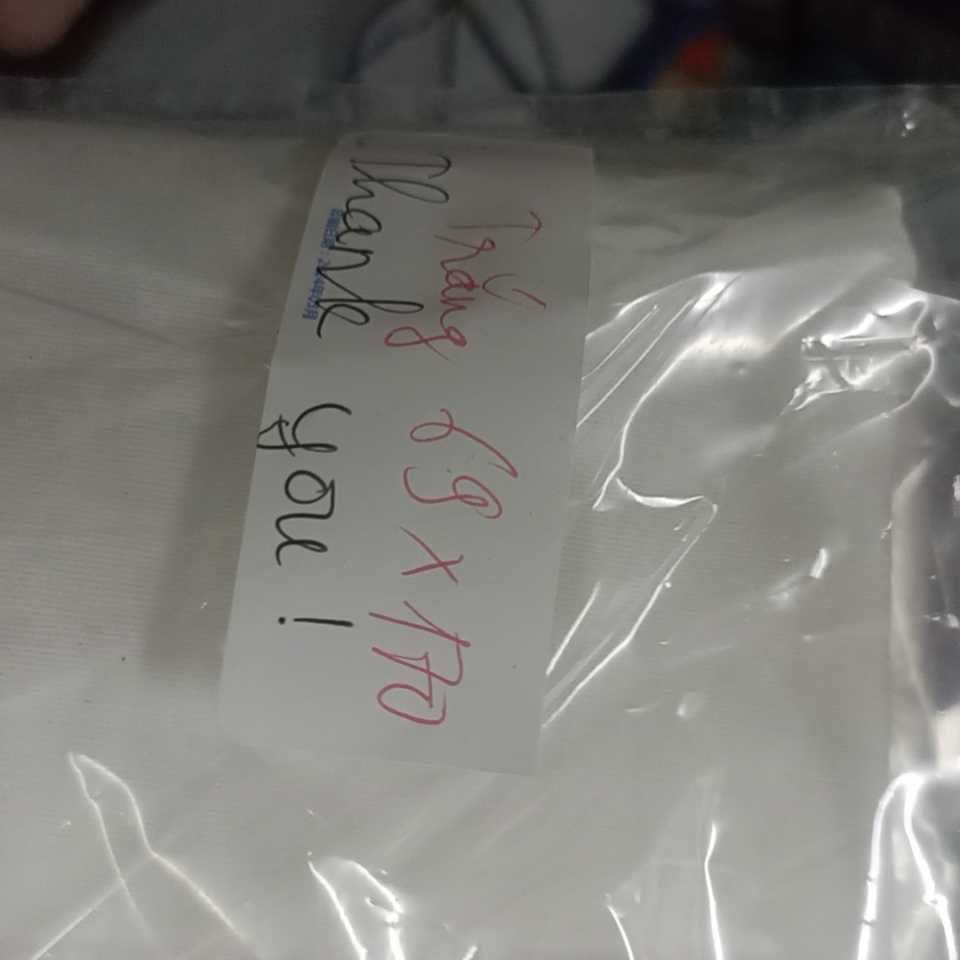 Trắng 69 x 170
Thank you!